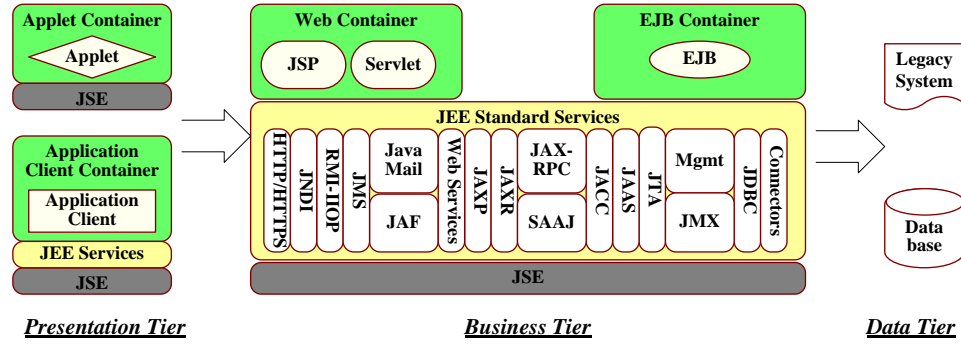 Applet Container
Applet
JSE
Application
Client Container
Application
Client
JEE Services
JSE
Presentation Tier
Web Container
JSP
Servlet
EJB Container
EJB
JEE Standard Services
HTTP/HTTPS
JNDI
RMI-IIOP
JMS
Java
Mail
JAF
Web Services
JAXP
JAXR
JAX-
RPC
SAAJ
JACC
JAAS
JTA
Mgmt
JMX
JDBC
Connectors
JSE
Business Tier
Legacy
System
Data
base
Data Tier